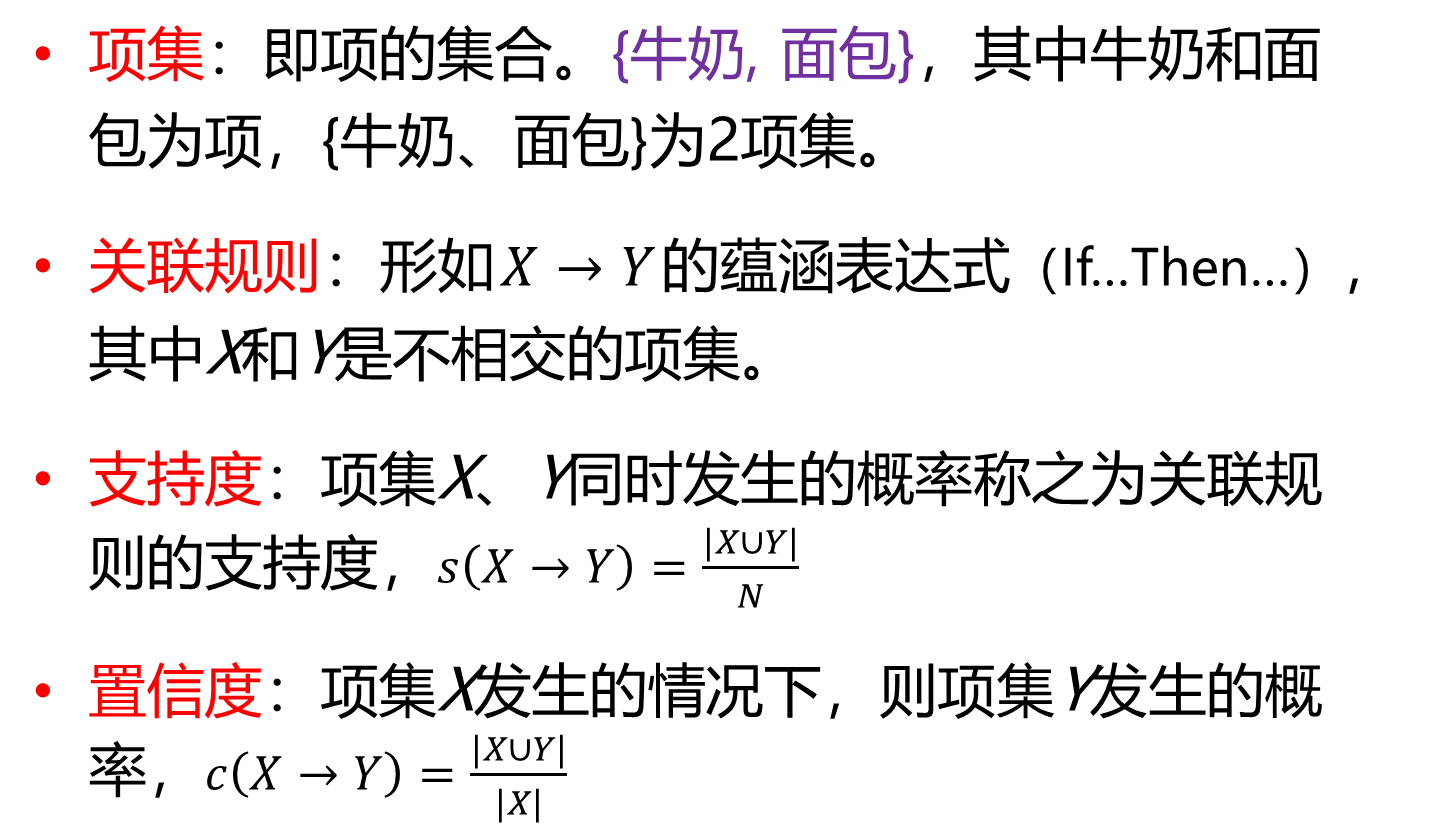 • 项集：即项的集合。{牛奶, 面包}，其中牛奶和面
包为项，{牛奶、面包}为2项集。
• 关联规则：形如X → Y的蕴涵表达式（If…Then…）,
其中X和Y是不相交的项集。
• 支持度：项集X、Y同时发生的概率称之为关联规
则的支持度，s(X → Y) = |X∪Y| / N
• 置信度：项集X发生的情况下，则项集Y发生的概
率，c(X → Y) = |X∪Y| / |X|